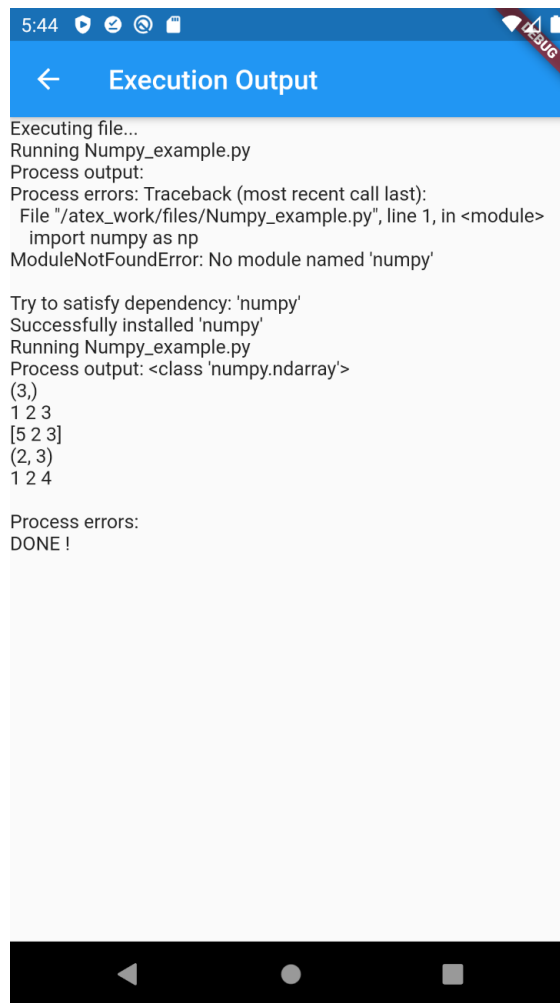 5:44
DEBUG
Execution Output
Executing file...
Running Numpy_example.py
Process output:
Process errors: Traceback (most recent call last):
  File "/atex_work/files/Numpy_example.py", line 1, in <module>
    import numpy as np
ModuleNotFoundError: No module named 'numpy'
Try to satisfy dependency: 'numpy'
Successfully installed 'numpy'
Running Numpy_example.py
Process output: <class 'numpy.ndarray'>
(3,)
1 2 3
[5 2 3]
(2, 3)
1 2 4
Process errors:
DONE !